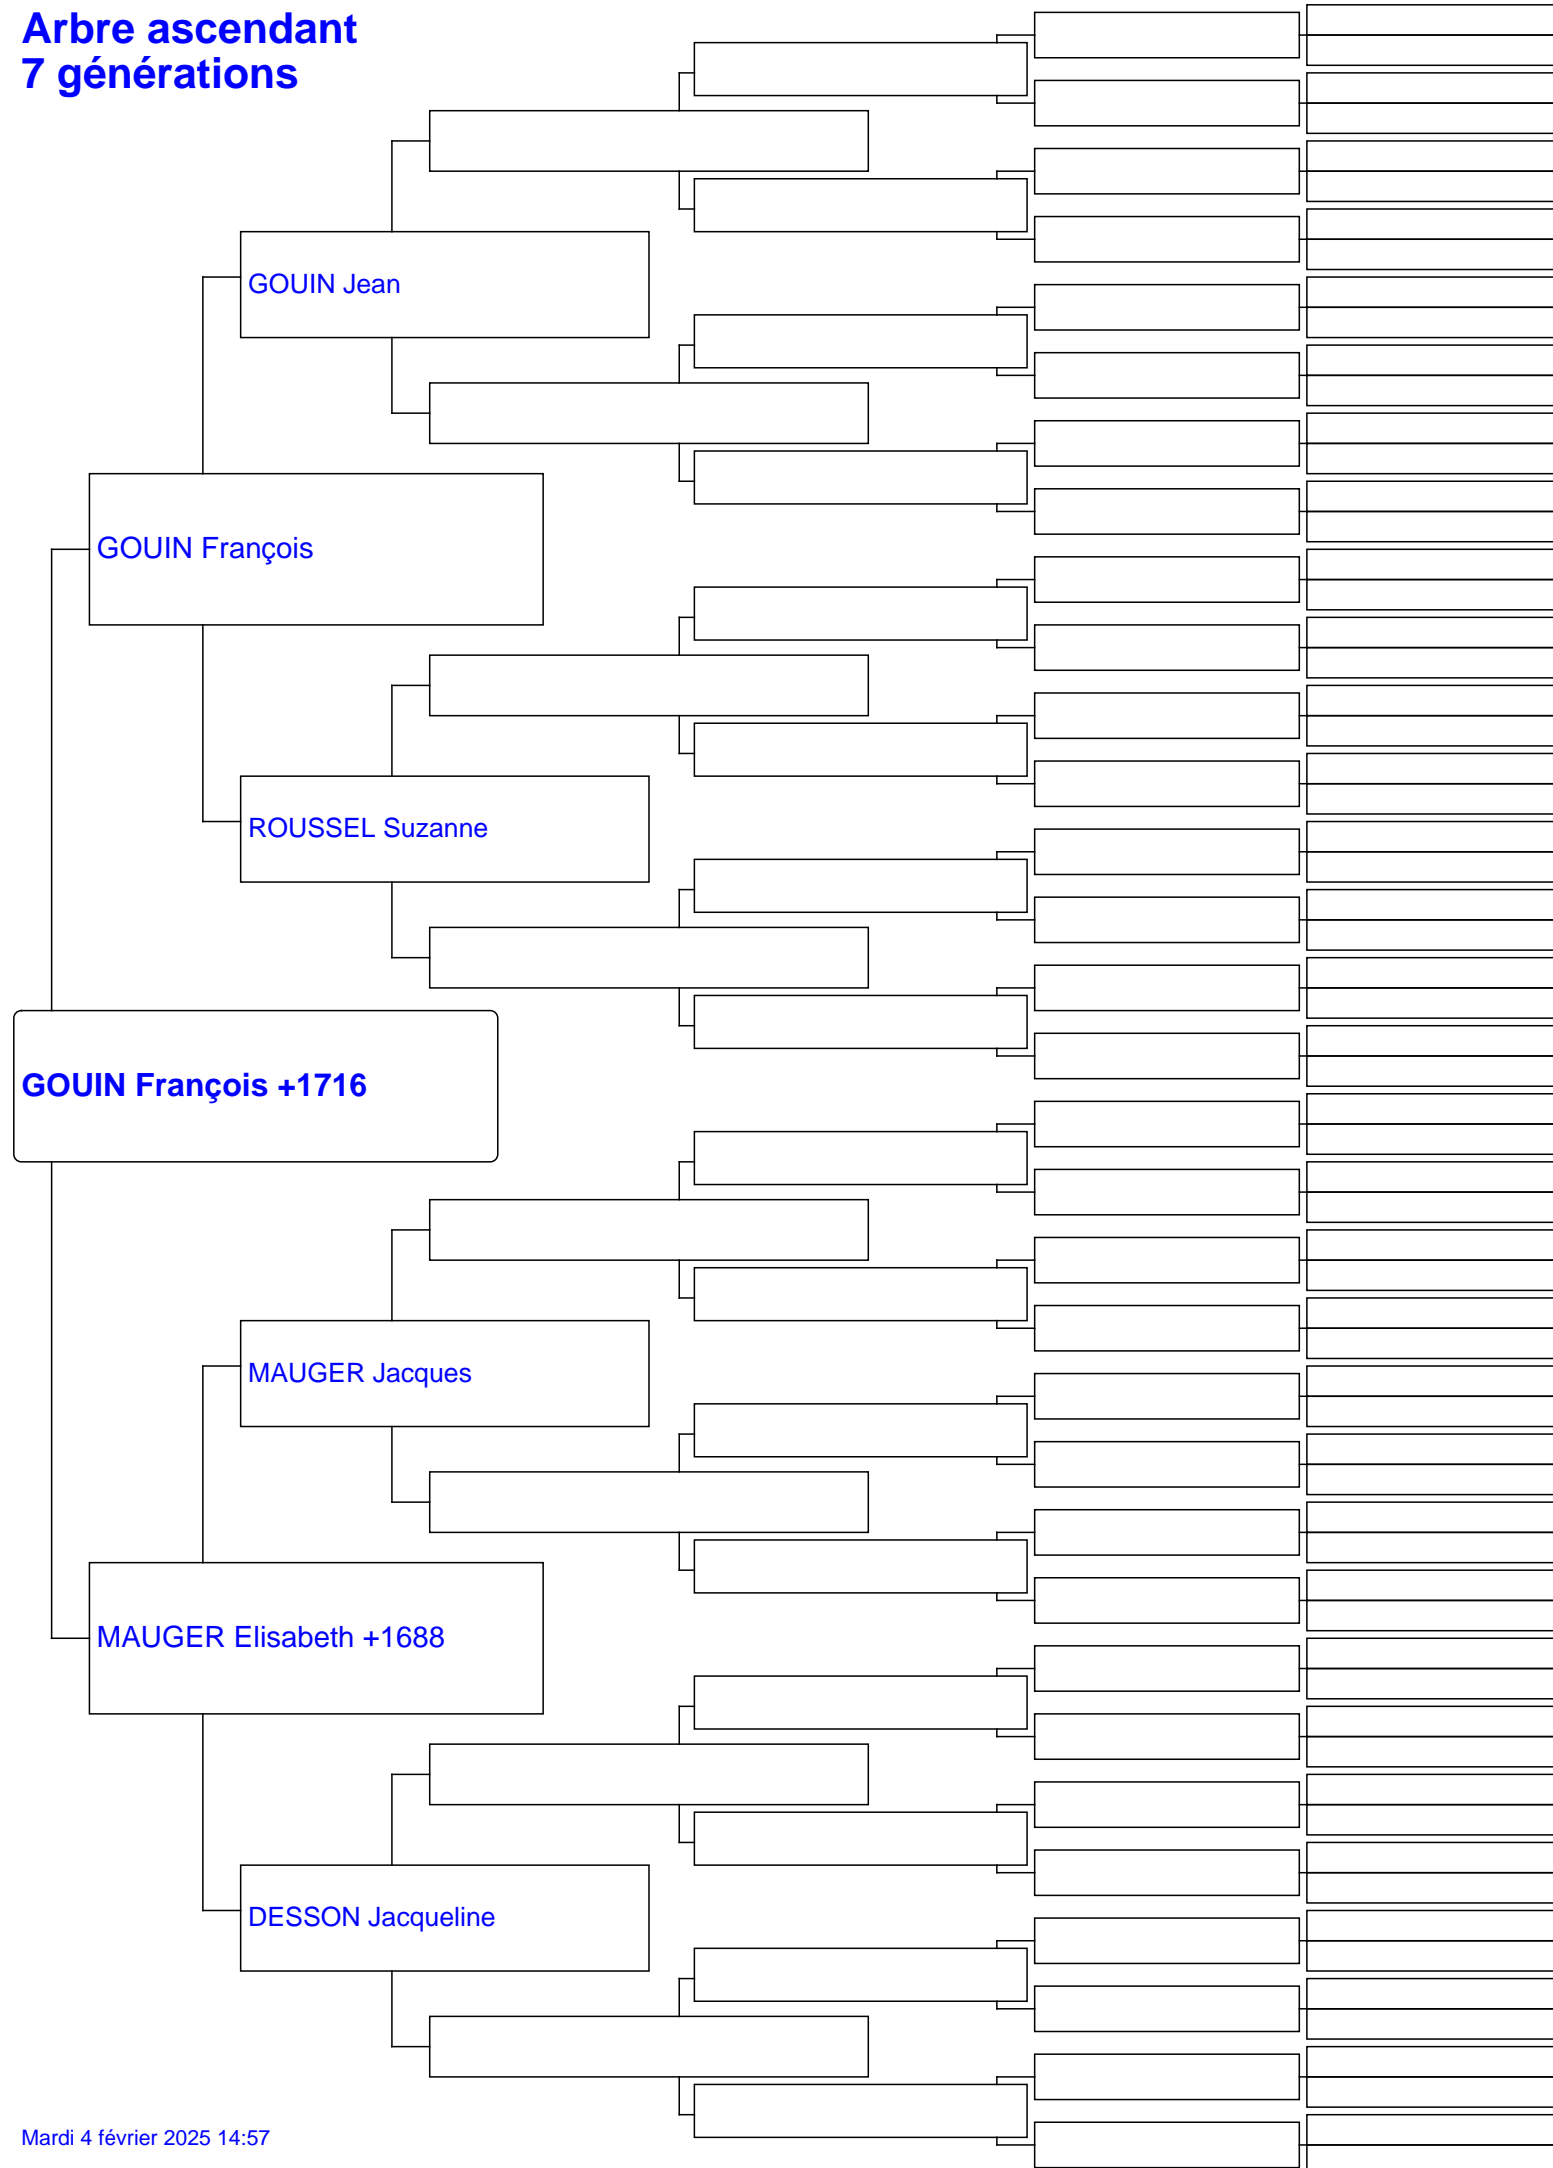 Arbre ascendant
7 générations
GOUIN Jean
GOUIN François
ROUSSEL Suzanne
GOUIN François +1716
MAUGER Jacques
MAUGER Elisabeth +1688
DESSON Jacqueline
Mardi 4 février 2025 14:57